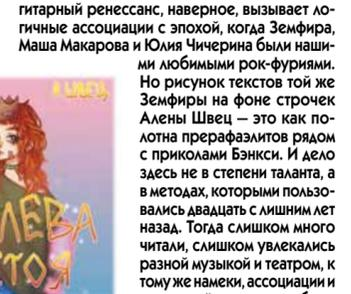 гитарный ренессанс, наверное, вызывает ло-
гичные ассоциации с эпохой, когда Земфира,
Маша Макарова и Юлия Чичерина были наши-
ми любимыми рок-фуриями.
Но рисунок текстов той же
Земфиры на фоне строчек
Алены Швец — это как по-
лотна прерафаэлитов рядом
с приколами Бэнкси. И дело
здесь не в степени таланта, а
в методах, которыми пользо-
вались двадцать с лишним лет
назад. Тогда слишком много
читали, слишком увлекались
разной музыкой и театром, к
тому же намеки, ассоциации и
А ШВЕЦ
ЛЕВА
СТОЯ